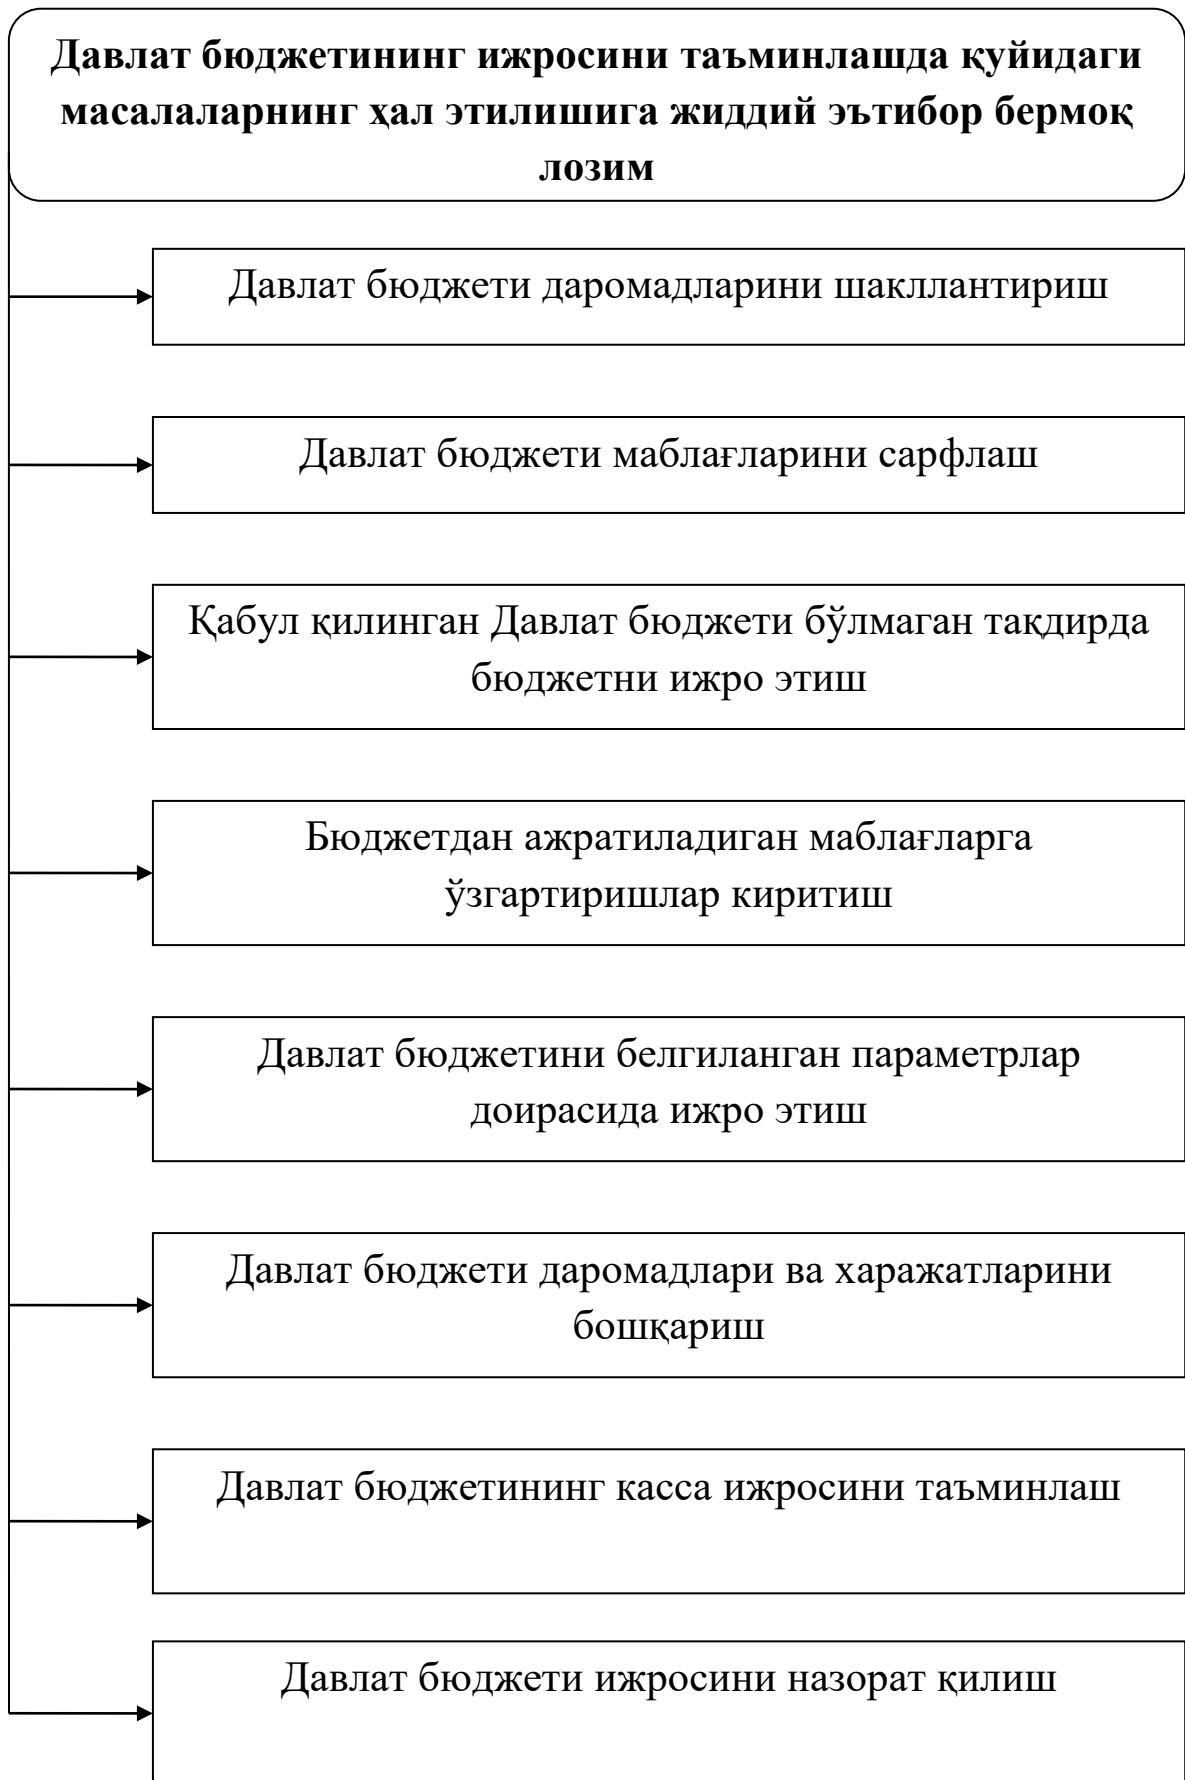 Давлат бюджетининг ижросини таъминлашда қуйидаги
масалаларнинг ҳал этилишига жиддий эътибор бермоқ
лозим
Давлат бюджети даромадларини шакллантириш
Давлат бюджети маблағларини сарфлаш
Қабул қилинган Давлат бюджети бўлмаган тақдирда
бюджетни ижро этиш
Бюджетдан ажратиладиган маблағларга
ўзгартиришлар киритиш
Давлат бюджетини белгиланган параметрлар
доирасида ижро этиш
Давлат бюджети даромадлари ва харажатларини
бошқариш
Давлат бюджетининг касса ижросини таъминлаш
Давлат бюджети ижросини назорат қилиш